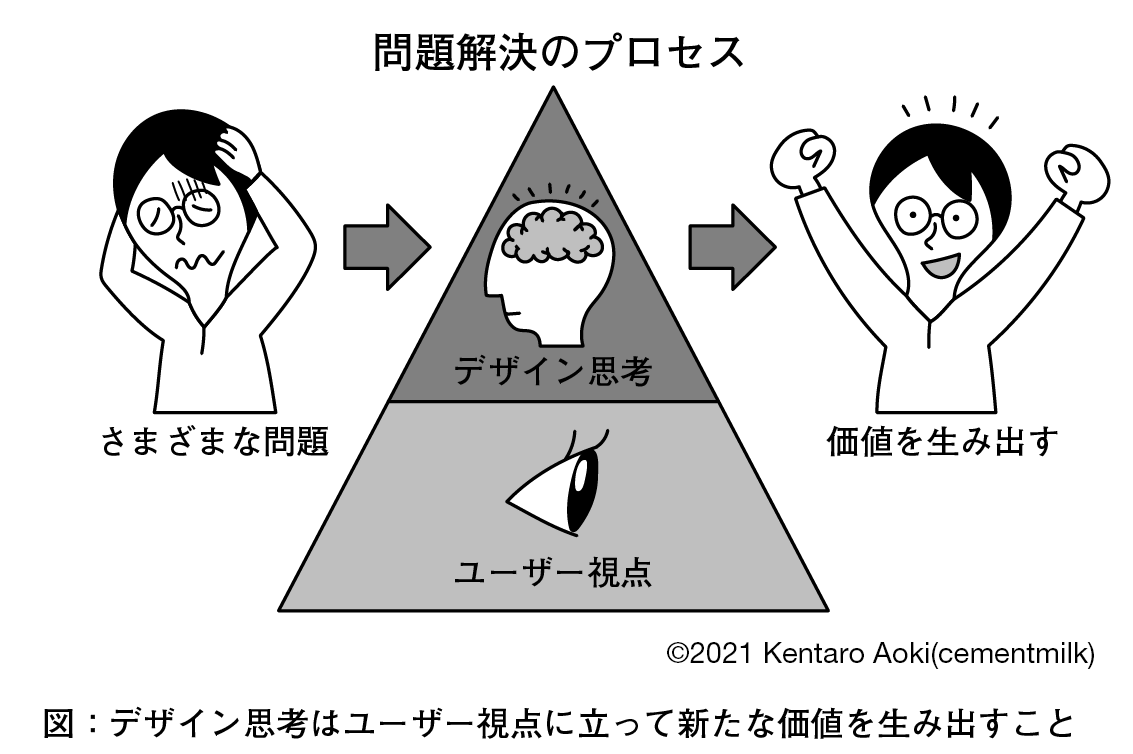 問題解決のプロセス
デザイン思考
さまざまな問題
価値を生み出す
ユーザー視点
©2021 Kentaro Aoki(cementmilk)
図：デザイン思考はユーザー視点に立って新たな価値を生み出すこと